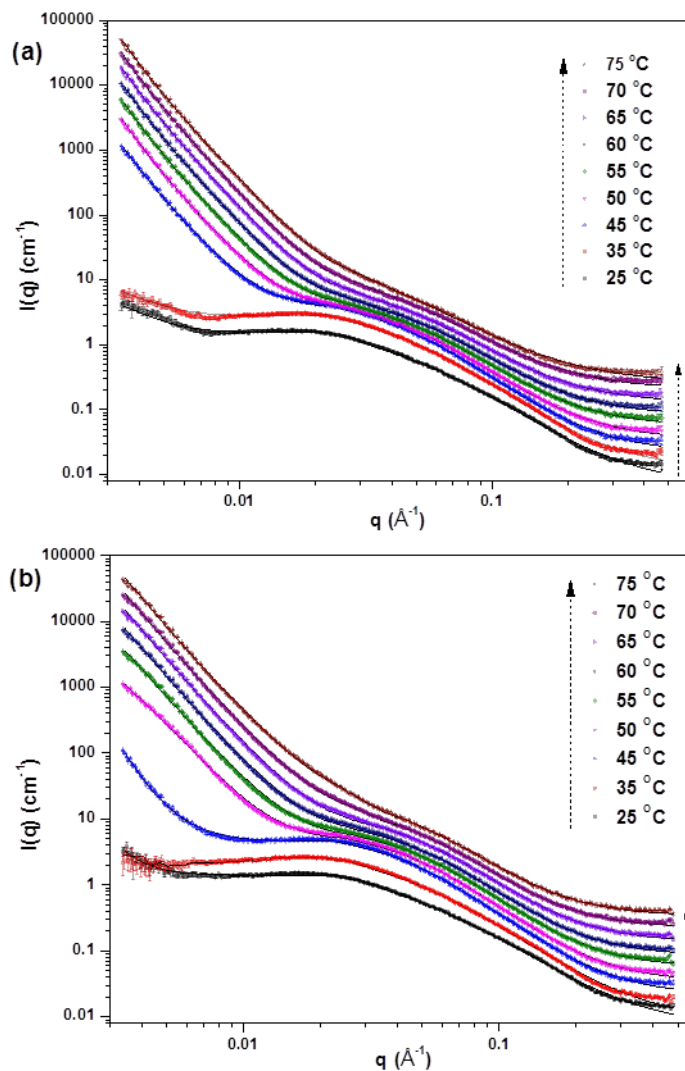 (a)
100000
10000
1000
100
10
1
0.1
0.01
I(q) (cm⁻¹)
75 °C
70 °C
65 °C
60 °C
55 °C
50 °C
45 °C
35 °C
25 °C
0.01 0.1
q (Å⁻¹)
(b)
100000
10000
1000
100
10
1
0.1
0.01
I(q) (cm⁻¹)
75 °C
70 °C
65 °C
60 °C
55 °C
50 °C
45 °C
35 °C
25 °C
0.01 0.1
q (Å⁻¹)